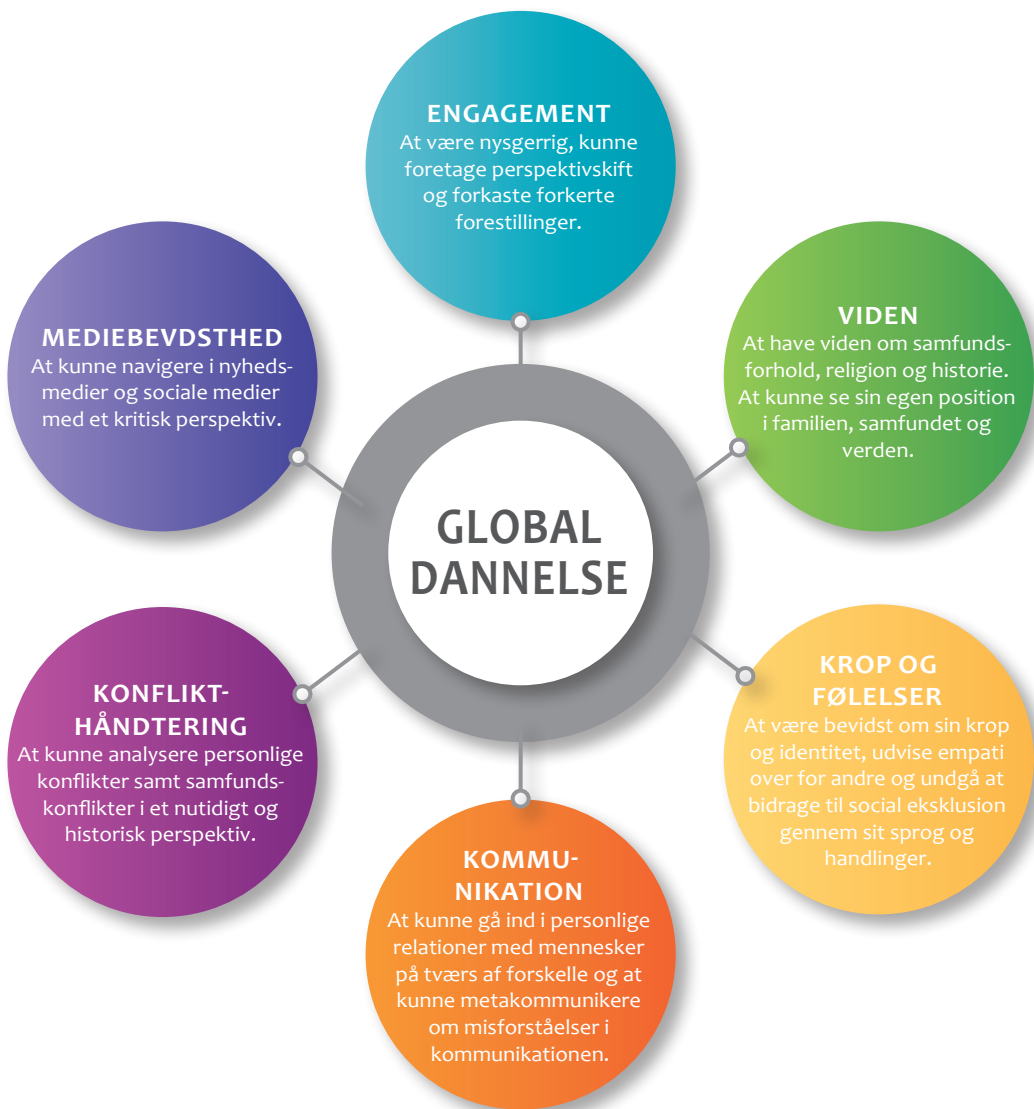 ENGAGEMENT
At være nysgerrig, kunne
foretage perspektivskift
og forkaste forkerte
forestillinger.
VIDEN
At have viden om samfunds-
forhold, religion og historie.
At kunne se sin egen position
i familien, samfundet og
verden.
KROP OG
FØLELSER
At være bevidst om sin krop
og identitet, udvise empati
over for andre og undgå at
bidrage til social eksklusion
gennem sit sprog og
handlinger.
KOMMU-
NIKATION
At kunne gå ind i personlige
relationer med mennesker
på tværs af forskelle og at
kunne metakommunikere
om misforståelser i
kommunikationen.
KONFLIKT-
HÅNDTERING
At kunne analysere personlige
konflikter samt samfunds-
konflikter i et nutidigt og
historisk perspektiv.
MEDIEBEVDSTHED
At kunne navigere i nyheds-
medier og sociale medier
med et kritisk perspektiv.
GLOBAL
DANNELSE